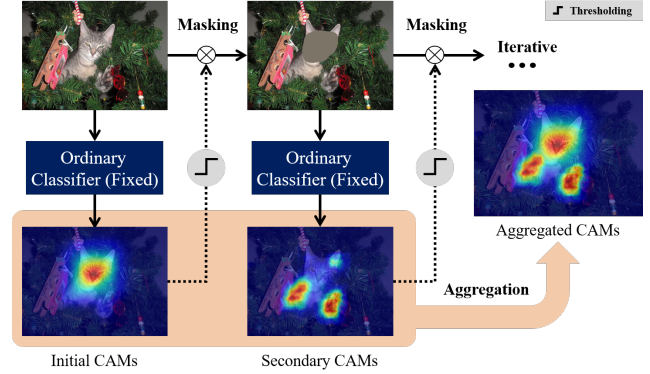 Thresholding
Masking
Masking
Iterative
...
Ordinary
Classifier (Fixed)
Ordinary
Classifier (Fixed)
Aggregated CAMs
Aggregation
Initial CAMs
Secondary CAMs